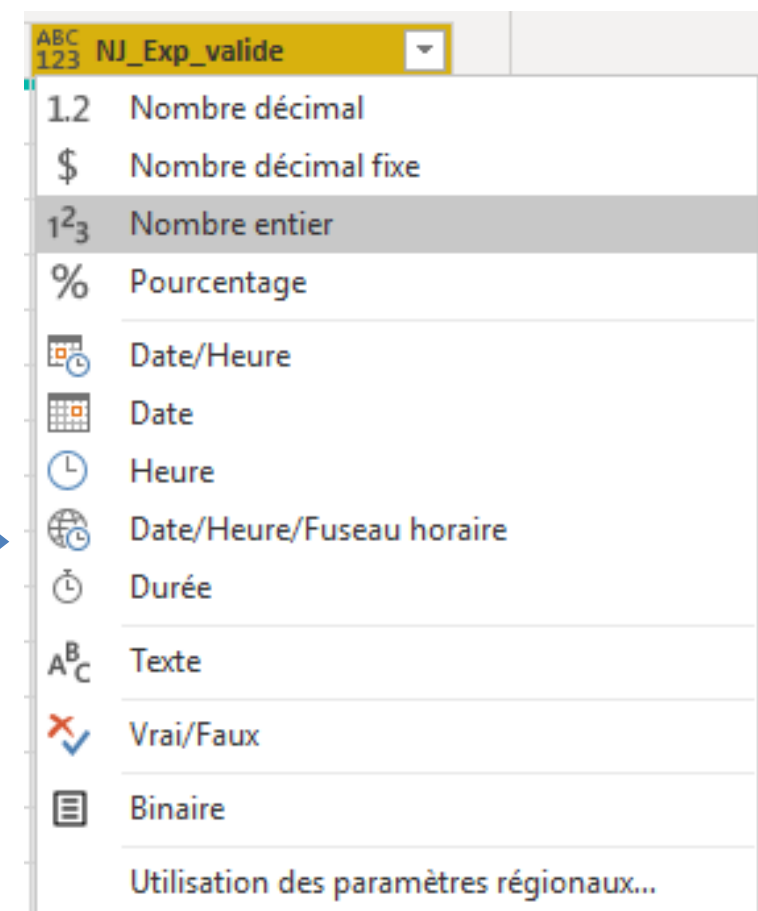 ABC
123 NJ_Exp_valide
1.2 Nombre décimal
$ Nombre décimal fixe
123 Nombre entier
% Pourcentage
Date/Heure
Date
Heure
Date/Heure/Fuseau horaire
Durée
ABC Texte
Vrai/Faux
Binaire
Utilisation des paramètres régionaux...